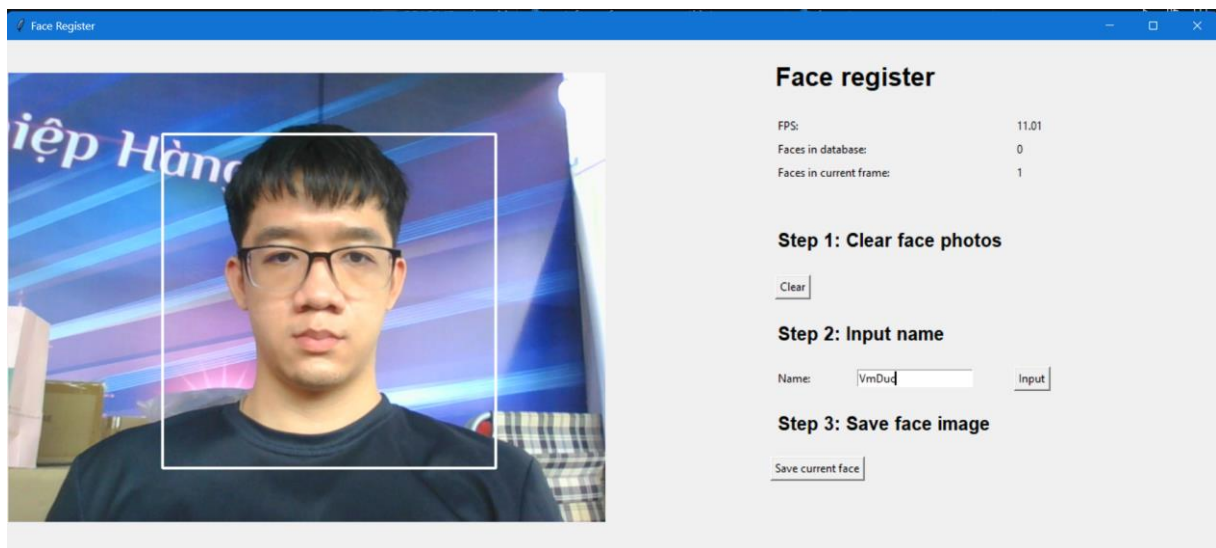 Face Register
iệp Hàng
Face register
FPS: 11.01
Faces in database: 0
Faces in current frame: 1
Step 1: Clear face photos
Clear
Step 2: Input name
Name: VmDuc Input
Step 3: Save face image
Save current face